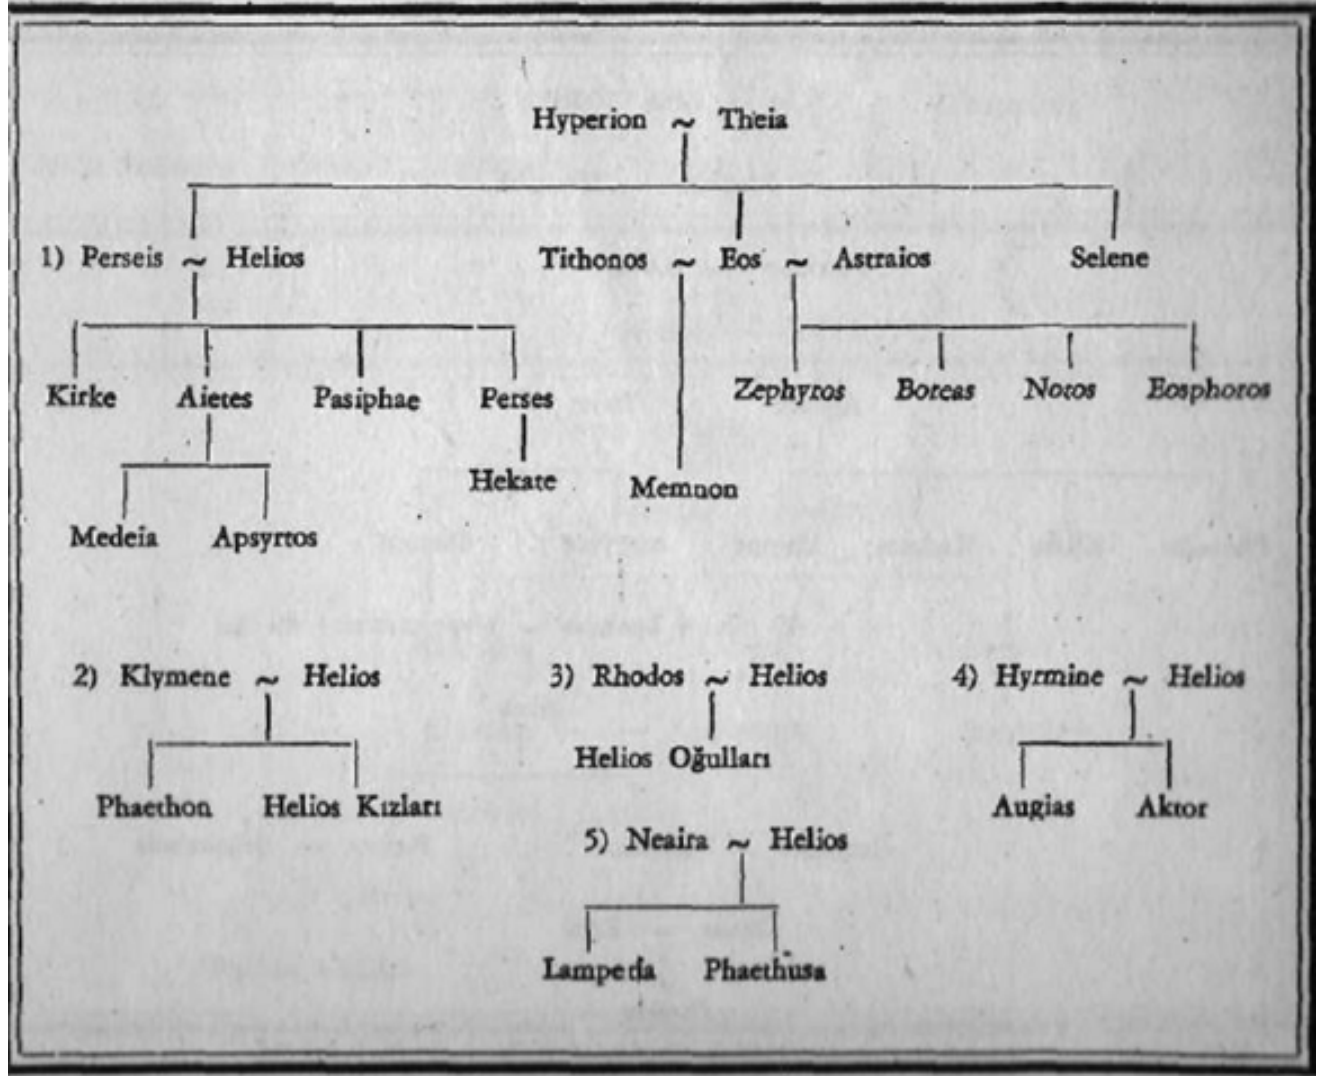 Hyperion ~ Theia
1) Perseis ~ Helios Tithonos ~ Eos ~ Astraios Selene
Kirke Aietes Pasiphae Perses Zephyros Boreas Notos Eosphoros
Hekate Memnon
Medeia Apsyrtos
2) Klymene ~ Helios 3) Rhodos ~ Helios 4) Hyrmine ~ Helios
Helios Oğulları
Phaethon Helios Kızları Augias Aktor
5) Neaira ~ Helios
Lampetia Phaethusa